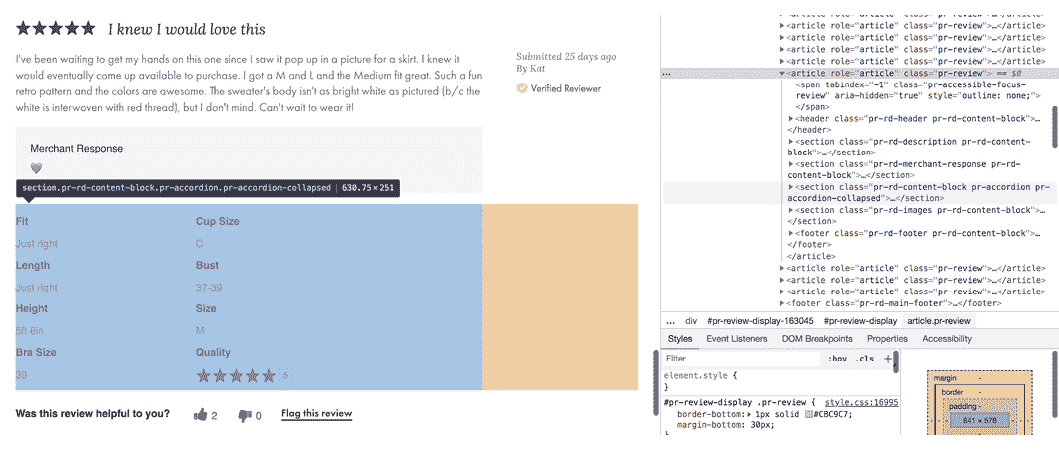 I knew I would love this
I've been waiting to get my hands on this one since I saw it pop up in a picture for a skirt. I knew it
would eventually come up available to purchase. I got a M and L and the Medium fit great. Such a fun
retro pattern and the colors are awesome. The sweater's body isn't as bright white as pictured (b/c the
white is interwoven with red thread), but I don't mind. Can't wait to wear it!
Submitted 25 days ago
By Kat
Verified Reviewer
Merchant Response
section.pr-rd-content-block.pr-accordion.pr-accordion-collapsed | 630.75×251
Fit Cup Size
Just right C
Length Bust
Just right 37-39
Height Size
5ft 8in M
Bra Size Quality
38 5
Was this review helpful to you? 2 0 Flag this review
▶<article role="article" class="pr-review">…</article>
▶<article role="article" class="pr-review">…</article>
▶<article role="article" class="pr-review">…</article>
▶<article role="article" class="pr-review">…</article>
▶<article role="article" class="pr-review">…</article>
… ▼<article role="article" class="pr-review"> == $0
<span tabindex="-1" class="pr-accessible-focus-
review" aria-hidden="true" style="outline: none;">
</span>
▶<header class="pr-rd-header pr-rd-content-block">…
</header>
▶<section class="pr-rd-description pr-rd-content-
block">…</section>
▶<section class="pr-rd-merchant-response pr-rd-
content-block">…</section>
▶<section class="pr-rd-content-block pr-accordion pr-
accordion-collapsed">…</section>
▶<section class="pr-rd-images pr-rd-content-block">…
</section>
▶<footer class="pr-rd-footer pr-rd-content-block">…
</footer>
</article>
▶<article role="article" class="pr-review">…</article>
▶<article role="article" class="pr-review">…</article>
▶<article role="article" class="pr-review">…</article>
▶<footer class="pr-rd-main-footer">…</footer>
… div #pr-review-display-163045 #pr-review-display article.pr-review
Styles Event Listeners DOM Breakpoints Properties Accessibility
Filter :hov .cls +
element.style {
}
#pr-review-display .pr-review { style.css:16995
border-bottom: ▶ 1px solid #CBC9C7;
margin-bottom: 30px;
margin -
border -
padding -
641 × 578